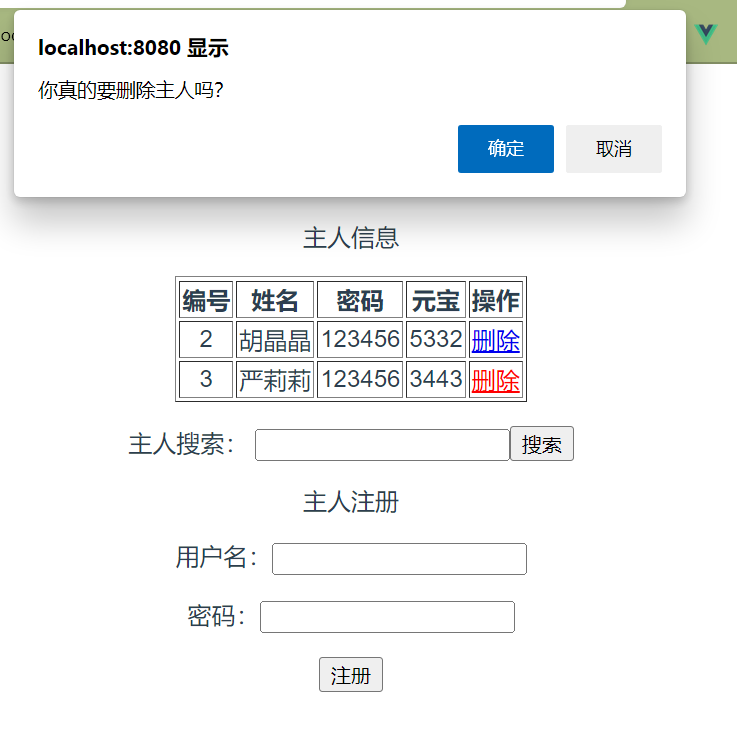 localhost:8080 显示
你真的要删除主人吗?
确定 取消
主人信息
编号 姓名 密码 元宝 操作
2 胡晶晶 123456 5332 删除
3 严莉莉 123456 3443 删除
主人搜索： 搜索
主人注册
用户名：
密码：
注册